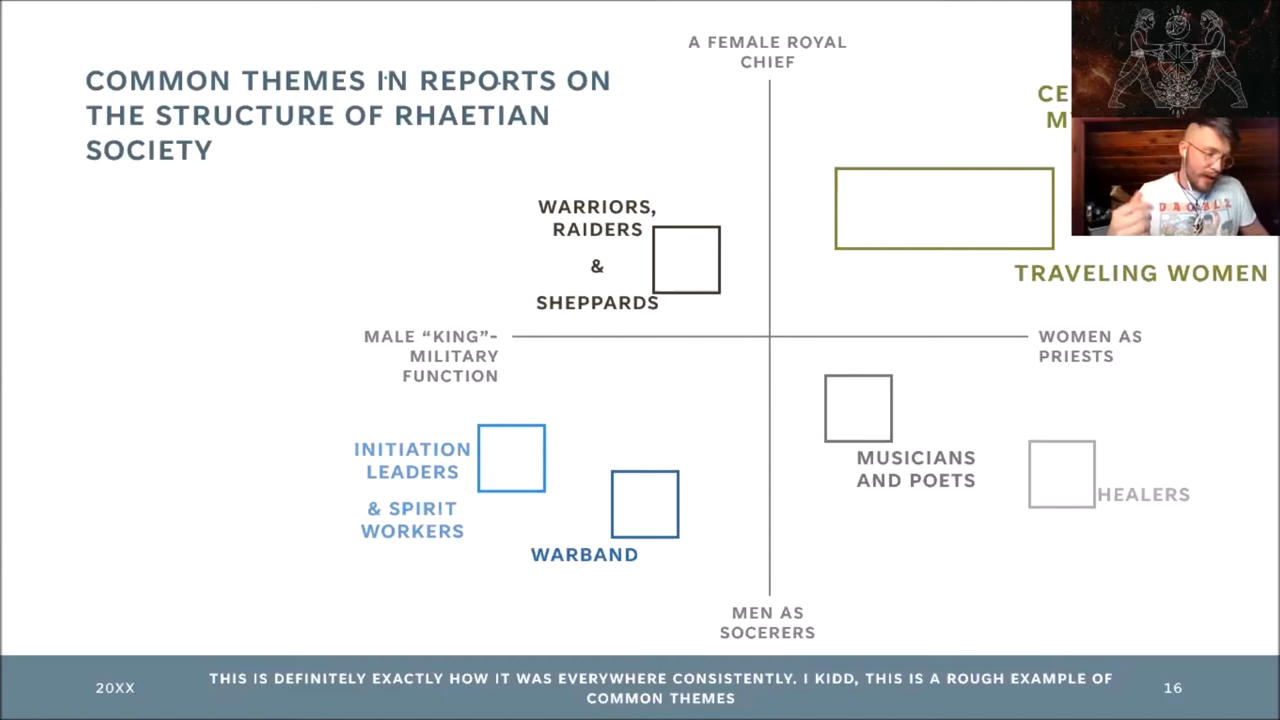 COMMON THEMES IN REPORTS ON
THE STRUCTURE OF RHAETIAN
SOCIETY
A FEMALE ROYAL
CHIEF
WARRIORS,
RAIDERS
&
SHEPPARDS
TRAVELING WOMEN
MALE “KING”-
MILITARY
FUNCTION
WOMEN AS
PRIESTS
INITIATION
LEADERS
& SPIRIT
WORKERS
WARBAND
MUSICIANS
AND POETS
HEALERS
MEN AS
SOCERERS
20XX
THIS IS DEFINITELY EXACTLY HOW IT WAS EVERYWHERE CONSISTENTLY. I KIDD, THIS IS A ROUGH EXAMPLE OF
COMMON THEMES
16